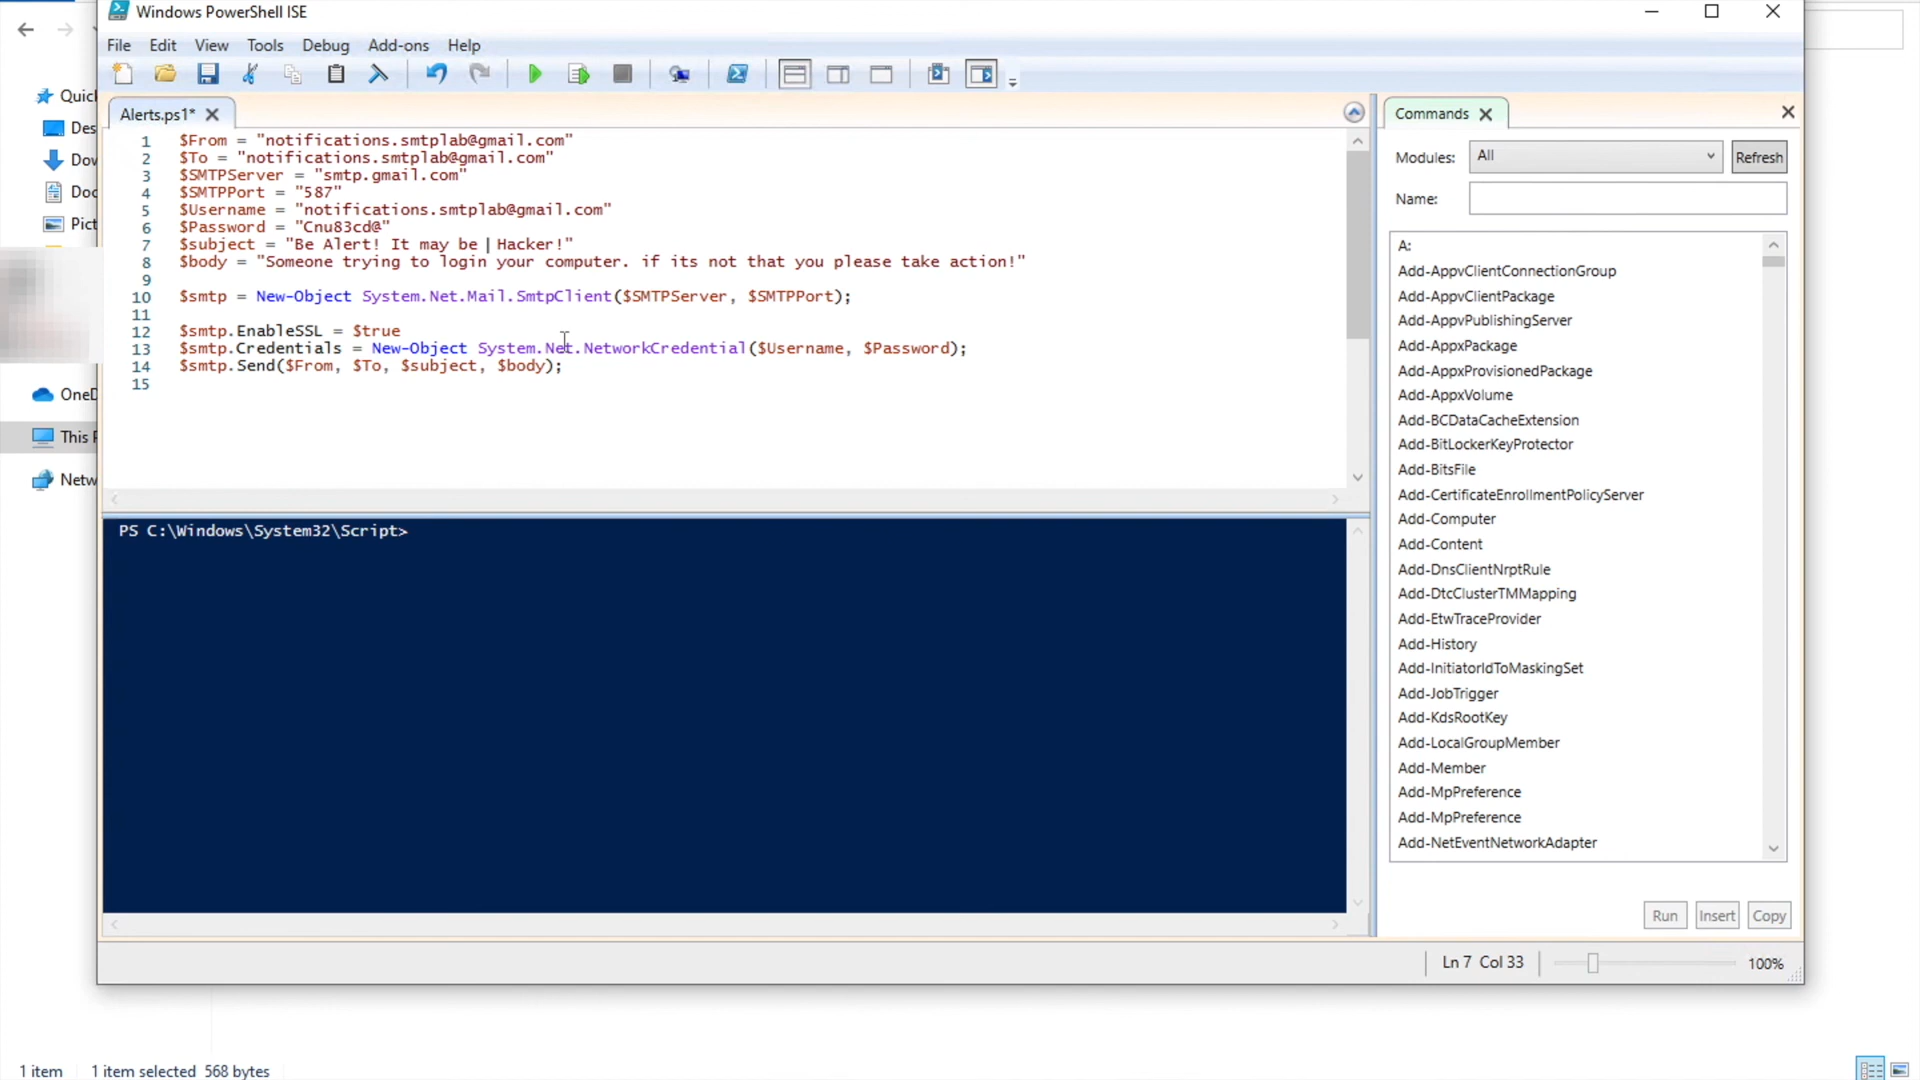 Windows PowerShell ISE
File Edit View Tools Debug Add-ons Help
Alerts.ps1*
1 $From = "notifications.smtplab@gmail.com"
2 $To = "notifications.smtplab@gmail.com"
3 $SMTPServer = "smtp.gmail.com"
4 $SMTPPort = "587"
5 $Username = "notifications.smtplab@gmail.com"
6 $Password = "Cnu83cd@"
7 $subject = "Be Alert! It may be  Hacker!"
8 $body = "Someone trying to login your computer. if its not that you please take action!"
9
10 $smtp = New-Object System.Net.Mail.SmtpClient($SMTPServer, $SMTPPort);
11
12 $smtp.EnableSSL = $true
13 $smtp.Credentials = New-Object System.Net.NetworkCredential($Username, $Password);
14 $smtp.Send($From, $To, $subject, $body);
15
PS C:\Windows\System32\Script>
Commands
Modules: All Refresh
Name:
A:
Add-AppvClientConnectionGroup
Add-AppvClientPackage
Add-AppvPublishingServer
Add-AppxPackage
Add-AppxProvisionedPackage
Add-AppxVolume
Add-BCDataCacheExtension
Add-BitLockerKeyProtector
Add-BitsFile
Add-CertificateEnrollmentPolicyServer
Add-Computer
Add-Content
Add-DnsClientNrptRule
Add-DtcClusterTMMapping
Add-EtwTraceProvider
Add-History
Add-InitiatorIdToMaskingSet
Add-JobTrigger
Add-KdsRootKey
Add-LocalGroupMember
Add-Member
Add-MpPreference
Add-MpPreference
Add-NetEventNetworkAdapter
Run Insert Copy
Ln 7 Col 33
100%
Quic
Des
Dov
Doc
Pict
OneD
This P
Netw
1 item 1 item selected 568 bytes